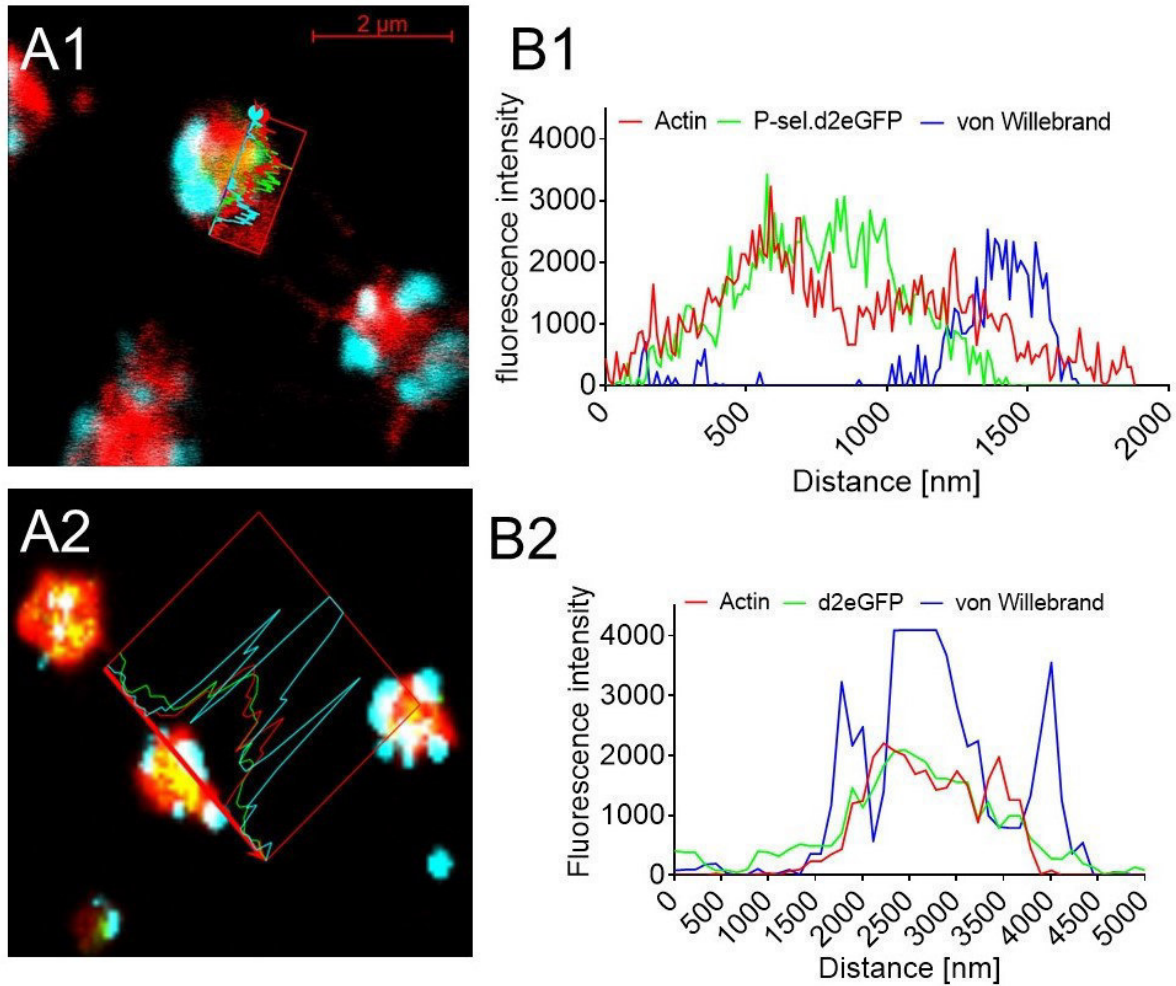 A1
2 µm
B1
Actin P-sel.d2eGFP von Willebrand
fluorescence intensity
4000
3000
2000
1000
0
0 500 1000 1500 2000
Distance [nm]
A2
B2
Actin d2eGFP von Willebrand
Fluorescence intensity
4000
3000
2000
1000
0
0 500 1000 1500 2000 2500 3000 3500 4000 4500 5000
Distance [nm]